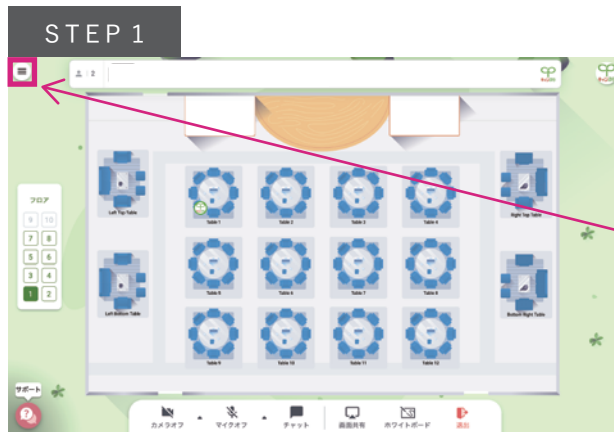 STEP 1
2
フロア
9 10
7 8
5 6
3 4
1 2
Left Top Table
Table 1
Table 2
Table 3
Table 4
Right Top Table
Left Bottom Table
Table 5
Table 6
Table 7
Table 8
Bottom Right Table
Table 9
Table 10
Table 11
Table 12
サポート
カメラオフ
マイクオフ
チャット
画面共有
ホワイトボード
退出